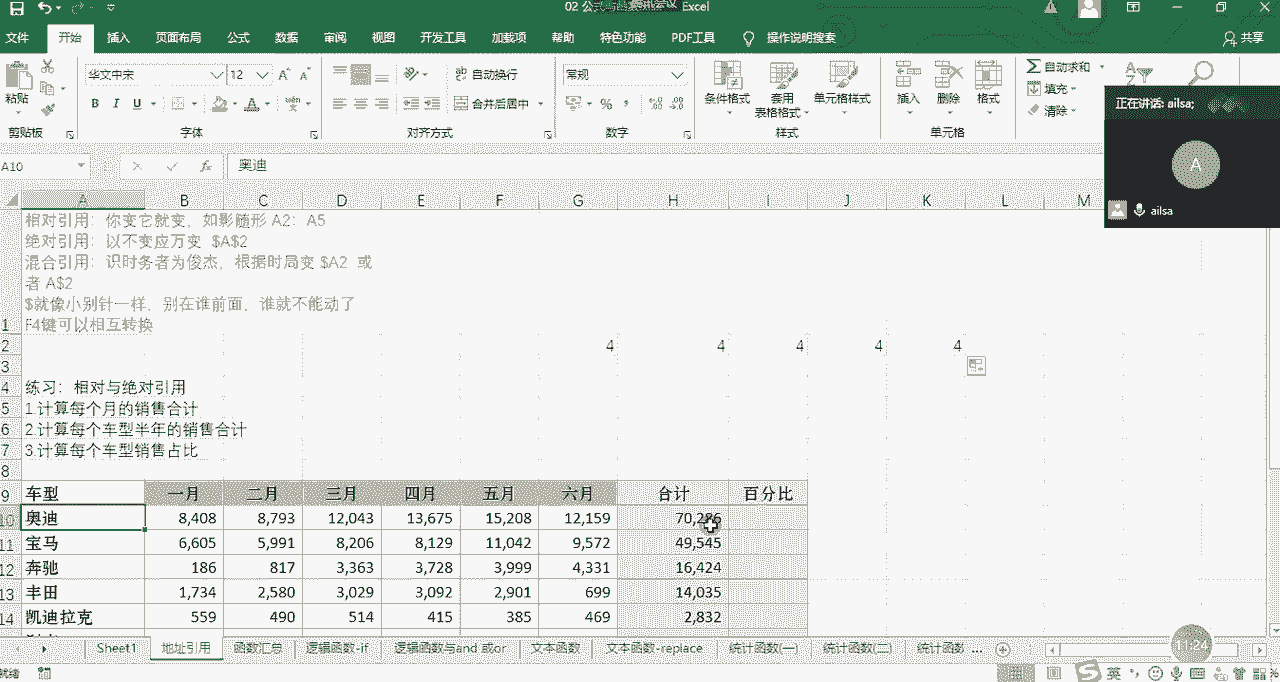 Excel
文件 开始 插入 页面布局 公式 数据 审阅 视图 开发工具 加载项 帮助 特色功能 PDF工具 操作说明搜索 共享
华文中宋 自动换行 常规 自动求和
粘贴 B I U 合并后居中 % 条件格式 套用 表格格式 单元格样式 插入 删除 格式 填充 清除
剪贴板 字体 对齐方式 数字 样式 单元格
正在讲话: ailsa;
A
ailsa
A10 fx 奥迪
A B C D E F G H I J K L M
相对引用：你变它就变，如影随形 A2：A5
绝对引用：以不变应万变 $A$2
混合引用：识时务者为俊杰，根据时局变 $A2 或
者 A$2
$就像小别针一样，别在谁前面，谁就不能动了
1 F4键可以相互转换
2 4 4 4 4 4
3
4 练习：相对与绝对引用
5 1.计算每个月的销售合计
6 2.计算每个车型半年的销售合计
7 3.计算每个车型销售占比
8
9 车型 一月 二月 三月 四月 五月 六月 合计 百分比
10 奥迪 8,408 8,793 12,043 13,675 15,208 12,159
11 宝马 6,605 5,991 8,206 8,129 11,042 9,572 49,545
12 奔驰 186 817 3,363 3,728 3,999 4,331 16,424
13 丰田 1,734 2,580 3,029 3,092 2,901 699 14,035
14 凯迪拉克 559 490 514 415 385 469 2,832
Sheet1 地址引用 函数汇总 逻辑函数-if 逻辑函数与and 或or 文本函数 文本函数-replace 统计函数(一) 统计函数(二) 统计函数 ...
11:24
就绪 英